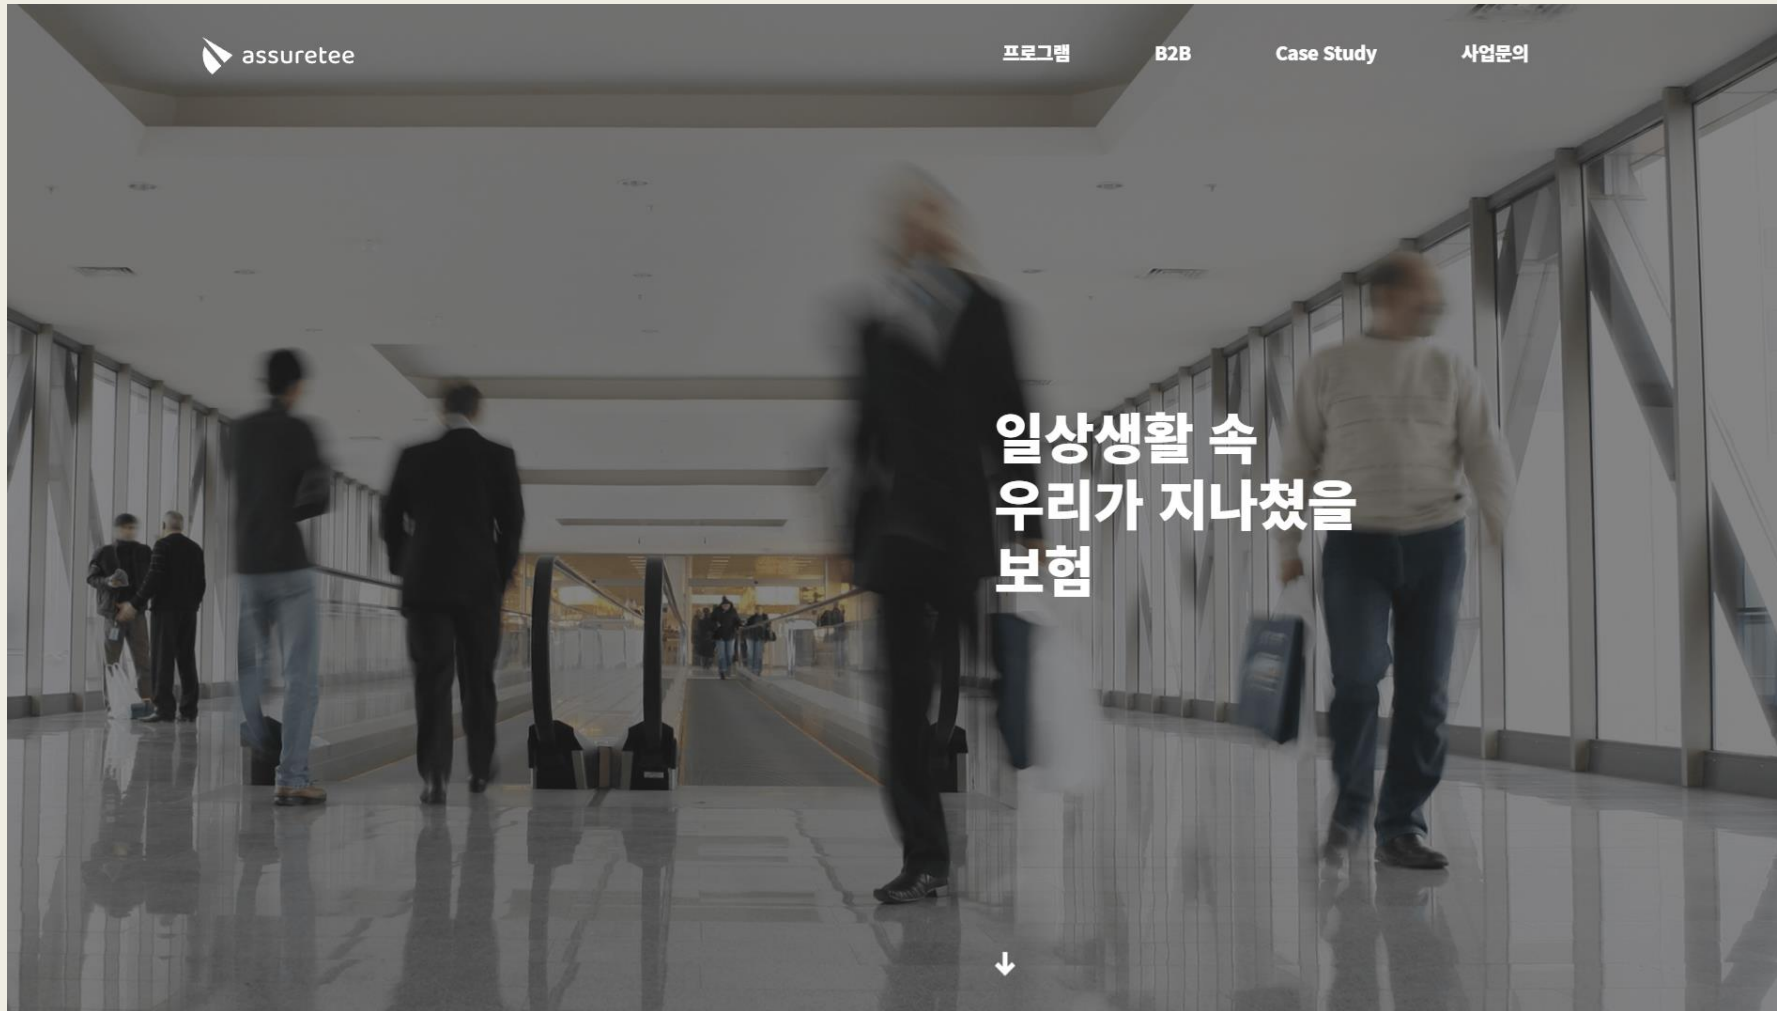 assuretee
프로그램
B2B
Case Study
사업문의
일상생활 속
우리가 지나쳤을
보험